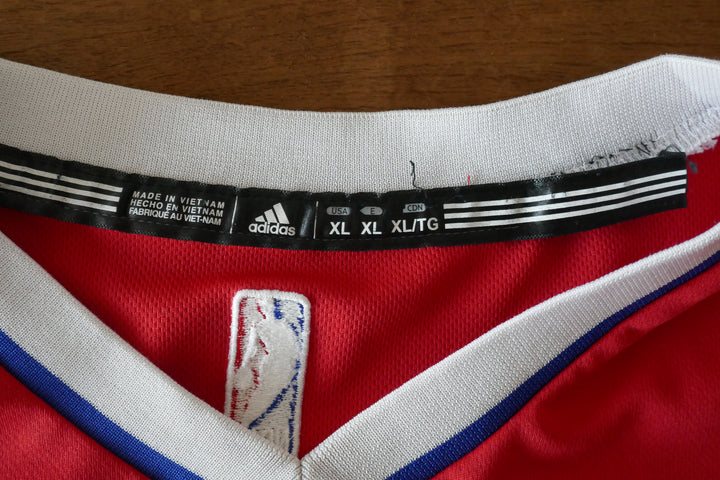 MADE IN VIETNAM
HECHO EN VIETNAM
FABRIQUÉ AU VIET-NAM
adidas
USA E CDN
XL XL XL/TG